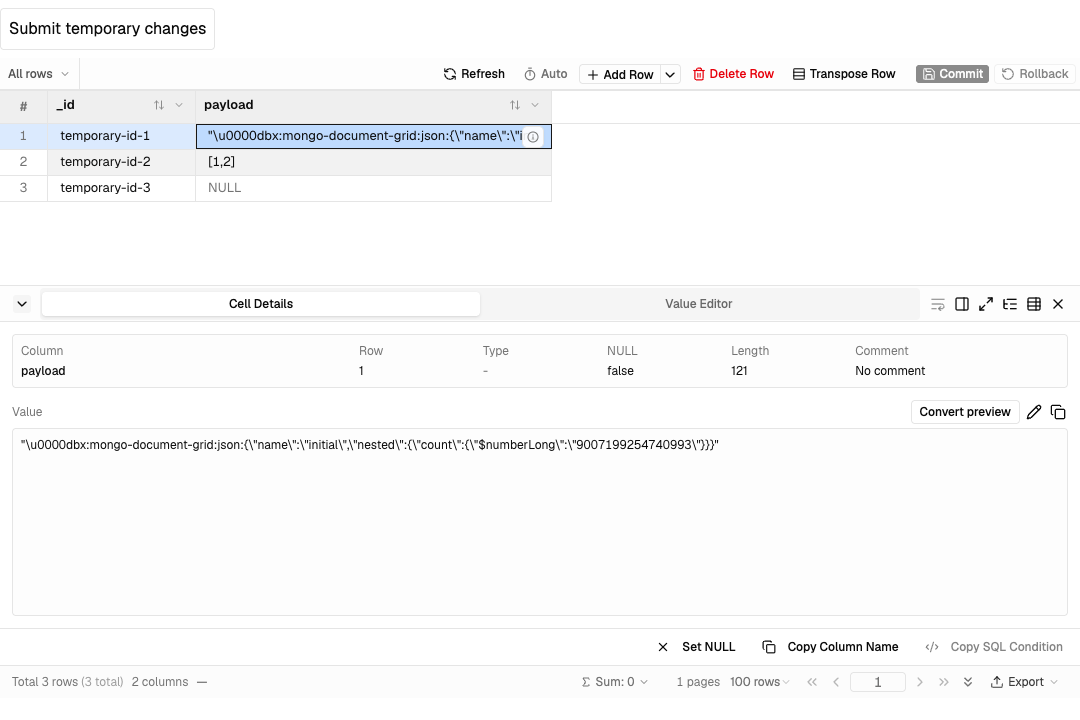 Submit temporary changes
All rows Refresh Auto Add Row Delete Row Transpose Row Commit Rollback
# _id payload
1 temporary-id-1 "\u0000dbx:mongo-document-grid:json:{\"name\":\"i
2 temporary-id-2 [1,2]
3 temporary-id-3 NULL
Cell Details Value Editor
Column Row Type NULL Length Comment
payload 1 - false 121 No comment
Value Convert preview
"\u0000dbx:mongo-document-grid:json:{\"name\":\"initial\",\"nested\":{\"count\":{\"$numberLong\":\"9007199254740993\"}}}"
Set NULL Copy Column Name Copy SQL Condition
Total 3 rows (3 total) 2 columns — Σ Sum: 0 1 pages 100 rows 1 Export